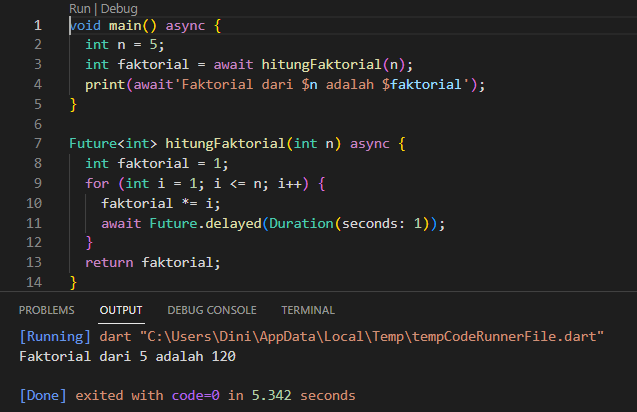 Run | Debug
1 void main() async {
2 int n = 5;
3 int faktorial = await hitungFaktorial(n);
4 print(await'Faktorial dari $n adalah $faktorial');
5 }
6
7 Future<int> hitungFaktorial(int n) async {
8 int faktorial = 1;
9 for (int i = 1; i <= n; i++) {
10 faktorial *= i;
11 await Future.delayed(Duration(seconds: 1));
12 }
13 return faktorial;
14 }
PROBLEMS OUTPUT DEBUG CONSOLE TERMINAL
[Running] dart "C:\Users\Dini\AppData\Local\Temp\tempCodeRunnerFile.dart"
Faktorial dari 5 adalah 120
[Done] exited with code=0 in 5.342 seconds